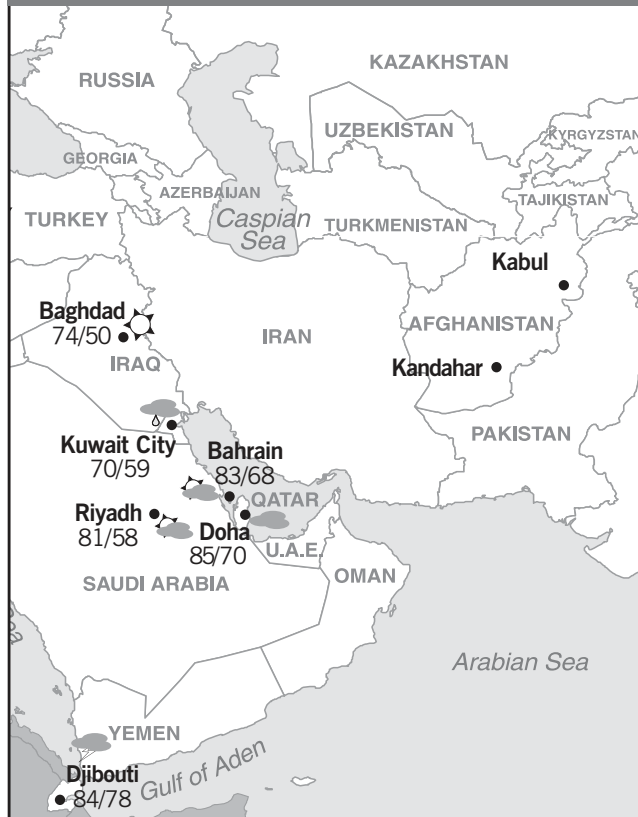 KAZAKHSTAN
RUSSIA
UZBEKISTAN
KYRGYZSTAN
GEORGIA
AZERBAIJAN
TAJIKISTAN
TURKEY
Caspian
Sea
TURKMENISTAN
Kabul
Baghdad
74/50
IRAN
AFGHANISTAN
IRAQ
Kandahar
PAKISTAN
Kuwait City
70/59
Bahrain
83/68
QATAR
Riyadh
81/58
Doha
85/70
U.A.E.
OMAN
SAUDI ARABIA
Arabian Sea
YEMEN
Gulf of Aden
Djibouti
84/78